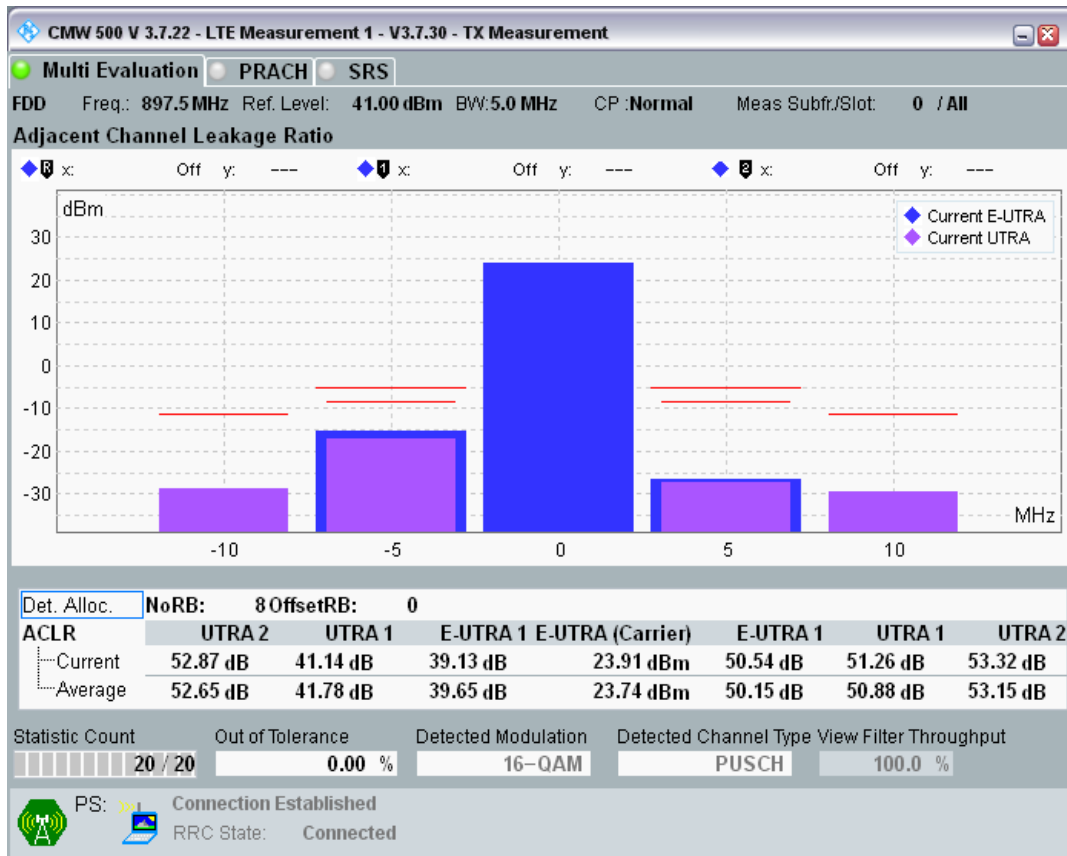 CMW 500 V 3.7.22 - LTE Measurement 1 - V3.7.30 - TX Measurement
Multi Evaluation PRACH SRS
FDD Freq.: 897.5 MHz Ref. Level: 41.00 dBm BW:5.0 MHz CP :Normal Meas Subfr./Slot: 0 / All
Adjacent Channel Leakage Ratio
R x: Off y: --- 1 x: Off y: --- 2 x: Off y: ---
dBm
Current E-UTRA
Current UTRA
30
20
10
0
-10
-20
-30
MHz
-10 -5 0 5 10
Det. Alloc. NoRB: 8 OffsetRB: 0
ACLR UTRA 2 UTRA 1 E-UTRA 1 E-UTRA (Carrier) E-UTRA 1 UTRA 1 UTRA 2
Current 52.87 dB 41.14 dB 39.13 dB 23.91 dBm 50.54 dB 51.26 dB 53.32 dB
Average 52.65 dB 41.78 dB 39.65 dB 23.74 dBm 50.15 dB 50.88 dB 53.15 dB
Statistic Count Out of Tolerance Detected Modulation Detected Channel Type View Filter Throughput
20 / 20 0.00 % 16-QAM PUSCH 100.0 %
PS: Connection Established
RRC State: Connected